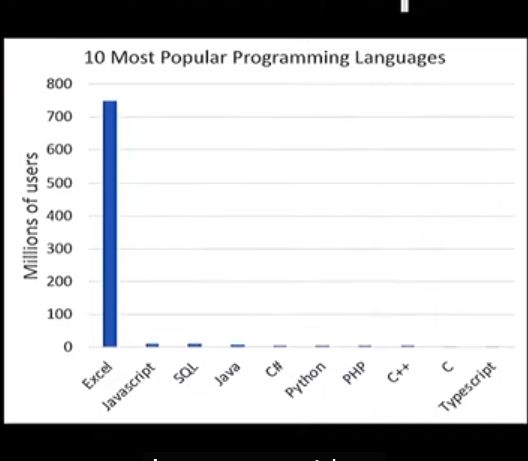 10 Most Popular Programming Languages
800
700
600
500
400
300
200
100
0
Millions of users
Excel
Javascript
SQL
Java
C#
Python
PHP
C++
C
Typescript